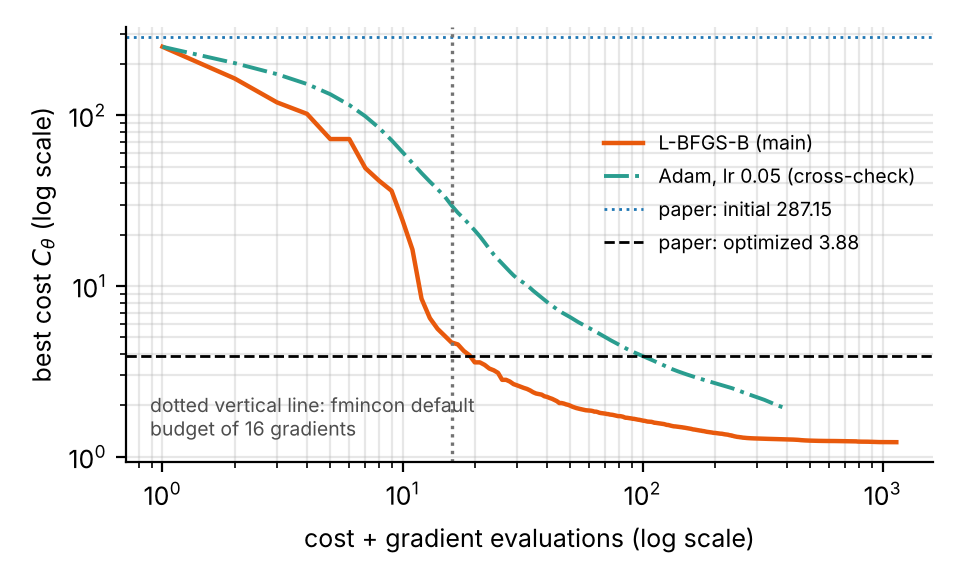 best cost Cθ (log scale)
10²
10¹
10⁰
L-BFGS-B (main)
Adam, lr 0.05 (cross-check)
paper: initial 287.15
paper: optimized 3.88
dotted vertical line: fmincon default
budget of 16 gradients
10⁰ 10¹ 10² 10³
cost + gradient evaluations (log scale)